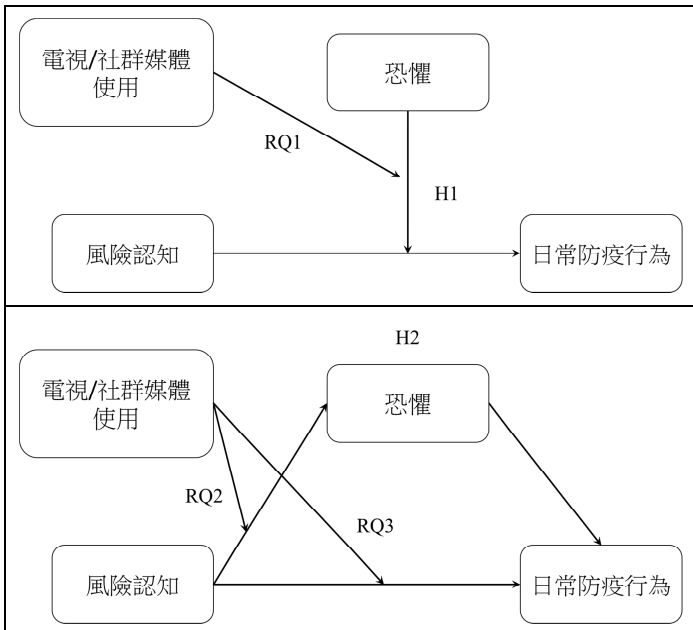 電視/社群媒體
使用
恐懼
RQ1
H1
風險認知
日常防疫行為
H2
電視/社群媒體
使用
恐懼
RQ2
RQ3
風險認知
日常防疫行為